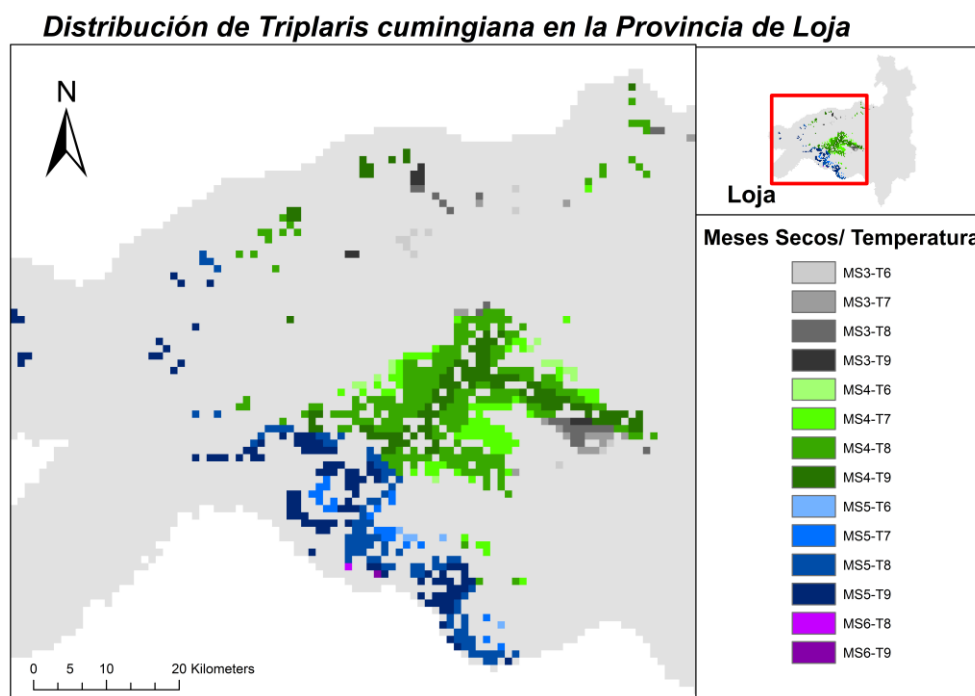 Distribución de Triplaris cumingiana en la Provincia de Loja
N
Loja
Meses Secos/ Temperatura
MS3-T6
MS3-T7
MS3-T8
MS3-T9
MS4-T6
MS4-T7
MS4-T8
MS4-T9
MS5-T6
MS5-T7
MS5-T8
MS5-T9
MS6-T8
MS6-T9
0 5 10 20 Kilometers